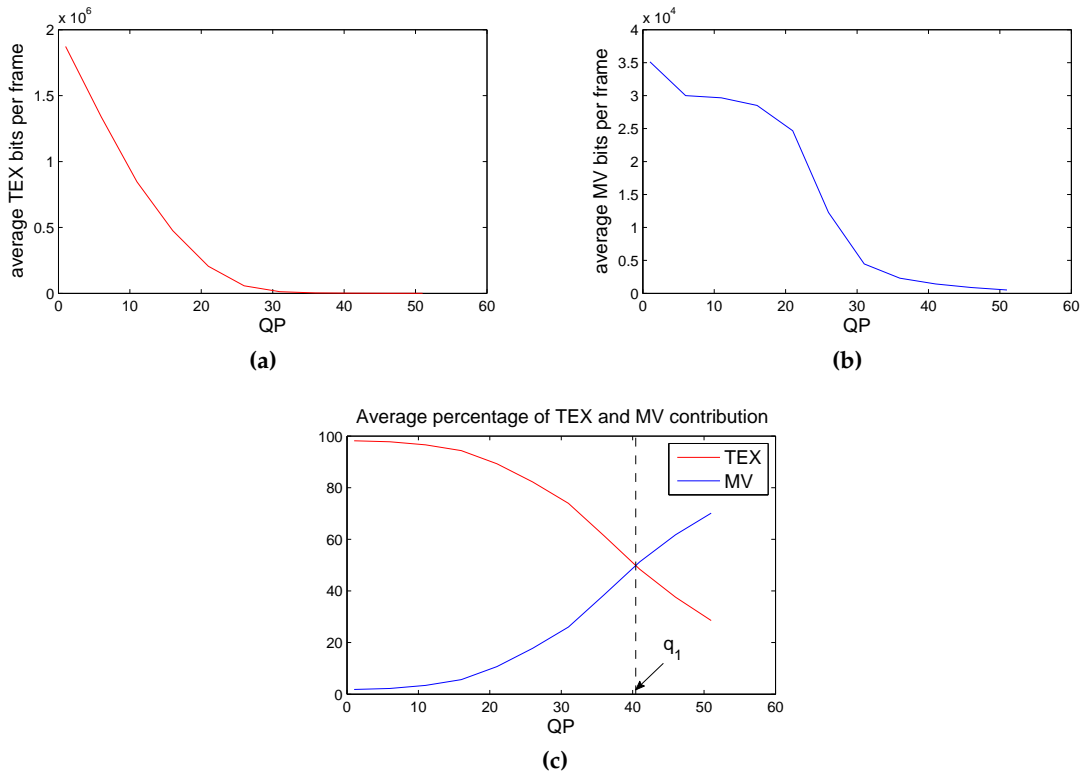 x 10^6
2
1.5
1
0.5
0
average TEX bits per frame
0 10 20 30 40 50 60
QP
(a)
x 10^4
4
3.5
3
2.5
2
1.5
1
0.5
0
average MV bits per frame
0 10 20 30 40 50 60
QP
(b)
Average percentage of TEX and MV contribution
100
80
60
40
20
0
TEX
MV
q_1
0 10 20 30 40 50 60
QP
(c)